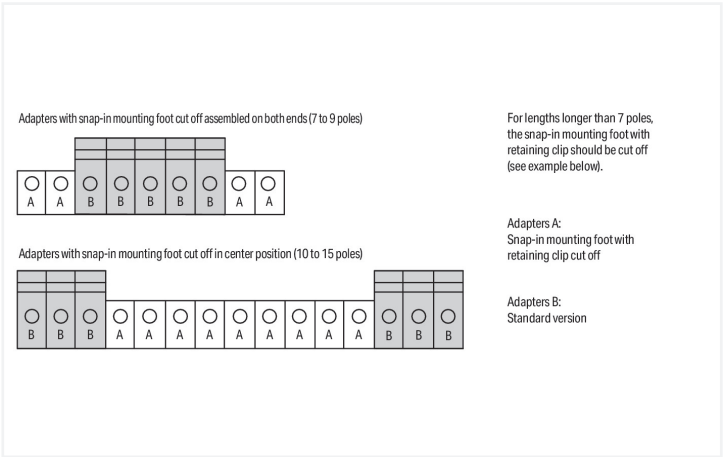 Adapters with snap-in mounting foot cut off assembled on both ends (7 to 9 poles)
A A B B B B B A A
Adapters with snap-in mounting foot cut off in center position (10 to 15 poles)
B B B A A A A A A A A A B B B
For lengths longer than 7 poles,
the snap-in mounting foot with
retaining clip should be cut off
(see example below).
Adapters A:
Snap-in mounting foot with
retaining clip cut off
Adapters B:
Standard version